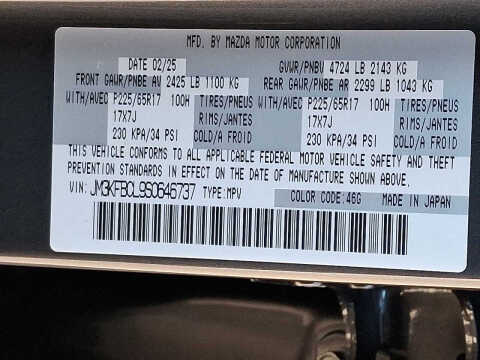 MFD. BY MAZDA MOTOR CORPORATION
DATE 02/25 GVWR/PNBV 4724 LB 2143 KG
FRONT GAWR/PNBE AV 2425 LB 1100 KG REAR GAWR/PNBE AR 2299 LB 1043 KG
WITH/AVEC P225/65R17 100H TIRES/PNEUS WITH/AVEC P225/65R17 100H TIRES/PNEUS
17X7J RIMS/JANTES 17X7J RIMS/JANTES
230 KPA/34 PSI COLD/A FROID 230 KPA/34 PSI COLD/A FROID
THIS VEHICLE CONFORMS TO ALL APPLICABLE FEDERAL MOTOR VEHICLE SAFETY AND THEFT
PREVENTION STANDARDS IN EFFECT ON THE DATE OF MANUFACTURE SHOWN ABOVE.
VIN: JM3KFBCL9S0646737 TYPE:MPV COLOR CODE:46G MADE IN JAPAN